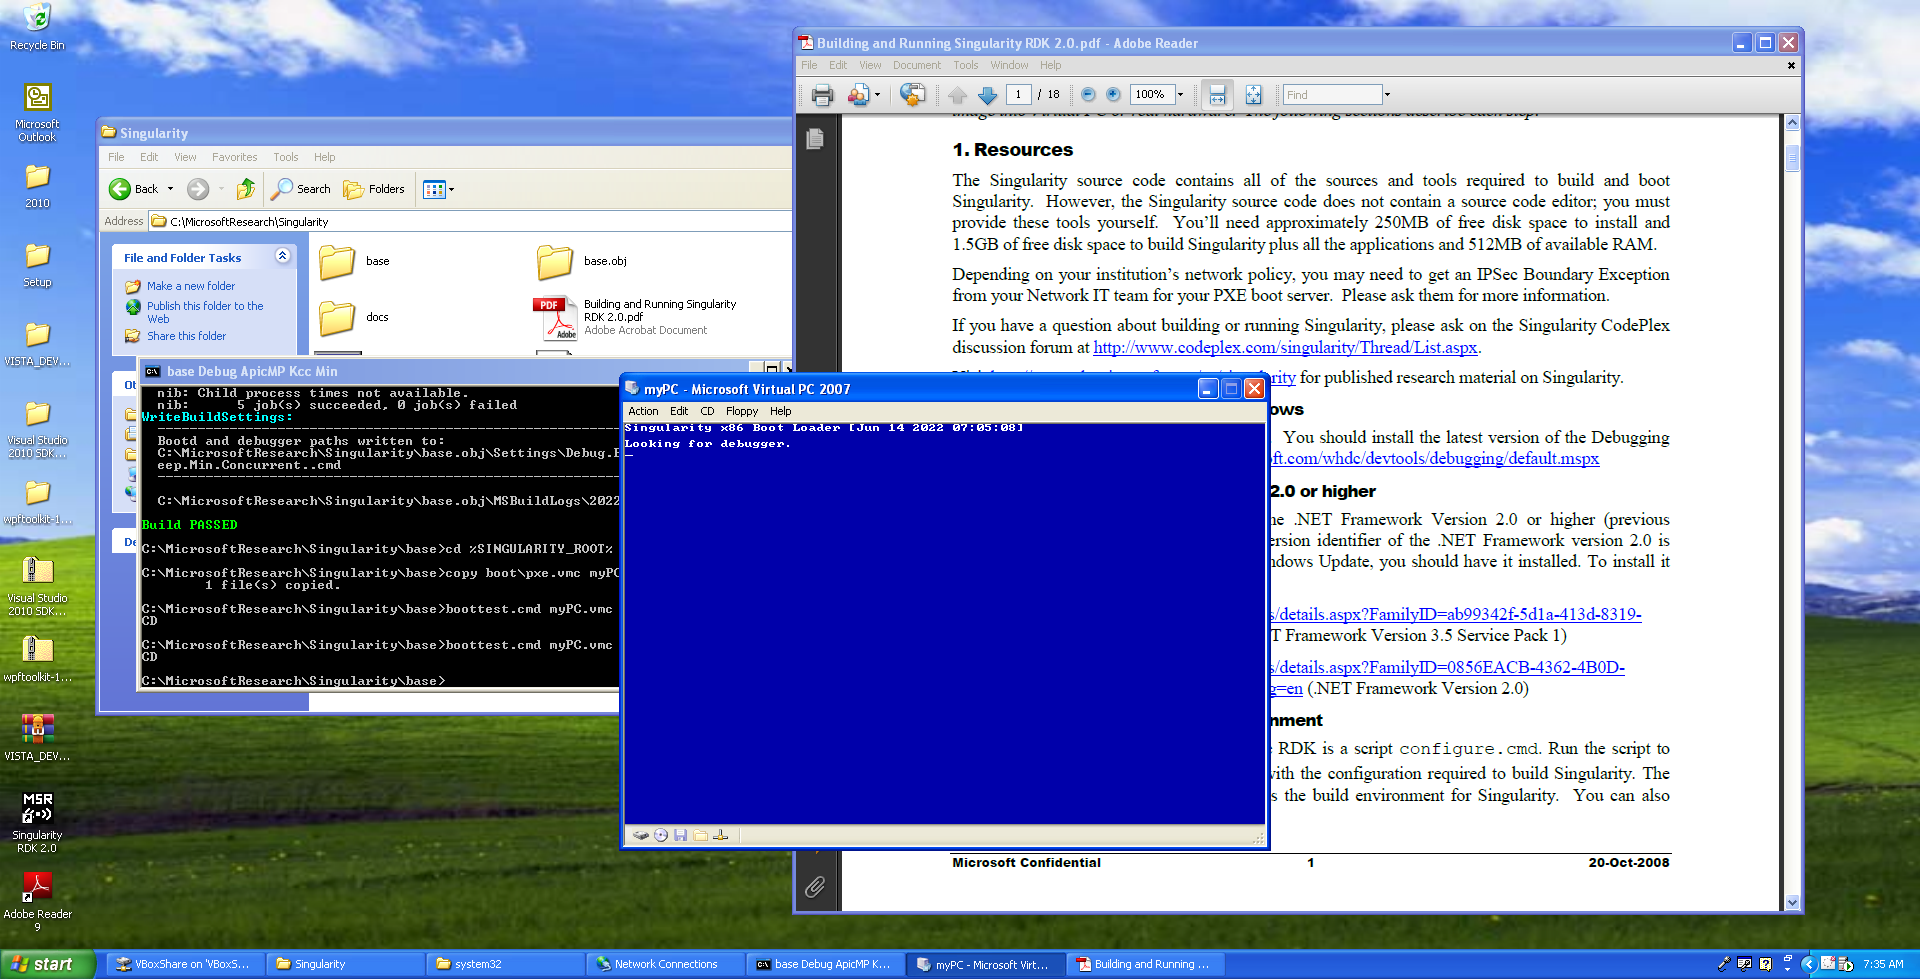 Recycle Bin
Microsoft
Outlook
2010
Setup
VISTA_DEV...
Visual Studio
2010 SDK...
wpftoolkit-1...
Visual Studio
2010 SDK...
wpftoolkit-1...
VISTA_DEV...
MSR
Singularity
RDK 2.0
Adobe Reader
9
Singularity
File Edit View Favorites Tools Help
Back Search Folders
Address C:\MicrosoftResearch\Singularity
File and Folder Tasks
Make a new folder
Publish this folder to the
Web
Share this folder
Ot
De
base
base.obj
docs
PDF
Adobe
Building and Running Singularity
RDK 2.0.pdf
Adobe Acrobat Document
base Debug ApicMP Kcc Min
nib: Child process times not available.
nib: 5 job(s) succeeded, 0 job(s) failed
WriteBuildSettings:
Bootd and debugger paths written to:
C:\MicrosoftResearch\Singularity\base.obj\Settings\Debug.
eep.Min.Concurrent..cmd
C:\MicrosoftResearch\Singularity\base.obj\MSBuildLogs\2022
Build PASSED
C:\MicrosoftResearch\Singularity\base>cd %SINGULARITY_ROOT%
C:\MicrosoftResearch\Singularity\base>copy boot\pxe.vmc myPC
1 file(s) copied.
C:\MicrosoftResearch\Singularity\base>boottest.cmd myPC.vmc
CD
C:\MicrosoftResearch\Singularity\base>boottest.cmd myPC.vmc
CD
C:\MicrosoftResearch\Singularity\base>
myPC - Microsoft Virtual PC 2007
Action Edit CD Floppy Help
Singularity x86 Boot Loader [Jun 14 2022 07:05:08]
Looking for debugger.
Building and Running Singularity RDK 2.0.pdf - Adobe Reader
File Edit View Document Tools Window Help
1 / 18 100% Find
1. Resources
The Singularity source code contains all of the sources and tools required to build and boot
Singularity. However, the Singularity source code does not contain a source code editor; you must
provide these tools yourself. You'll need approximately 250MB of free disk space to install and
1.5GB of free disk space to build Singularity plus all the applications and 512MB of available RAM.
Depending on your institution's network policy, you may need to get an IPSec Boundary Exception
from your Network IT team for your PXE boot server. Please ask them for more information.
If you have a question about building or running Singularity, please ask on the Singularity CodePlex
discussion forum at http://www.codeplex.com/singularity/Thread/List.aspx.
rity for published research material on Singularity.
ows
You should install the latest version of the Debugging
oft.com/whdc/devtools/debugging/default.mspx
2.0 or higher
he .NET Framework Version 2.0 or higher (previous
ersion identifier of the .NET Framework version 2.0 is
ndows Update, you should have it installed. To install it
s/details.aspx?FamilyID=ab99342f-5d1a-413d-8319-
T Framework Version 3.5 Service Pack 1)
s/details.aspx?FamilyID=0856EACB-4362-4B0D-
g=en (.NET Framework Version 2.0)
nment
RDK is a script configure.cmd. Run the script to
with the configuration required to build Singularity. The
s the build environment for Singularity. You can also
Microsoft Confidential 1 20-Oct-2008
start VBoxShare on 'VBoxS... Singularity system32 Network Connections base Debug ApicMP K... myPC - Microsoft Virt... Building and Running ... 7:35 AM